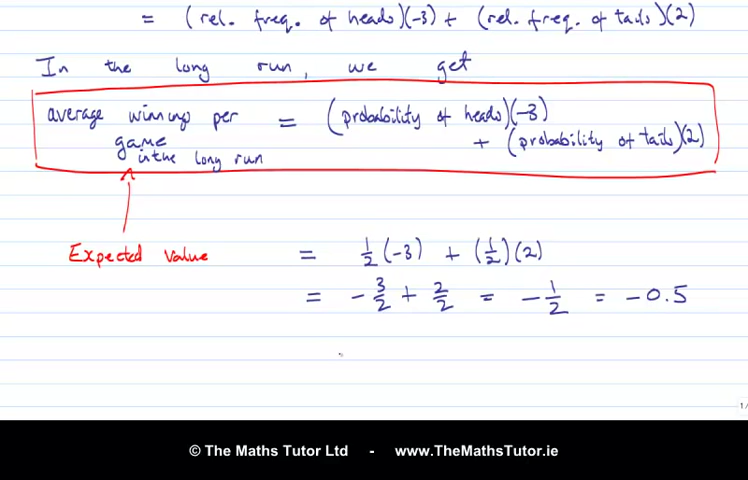 = (rel. freq. of heads)(-3) + (rel. freq. of tails)(2)
In the long run, we get
average winnings per game in the long run = (probability of heads)(-3)
+ (probability of tails)(2)
Expected Value = 1/2 (-3) + (1/2)(2)
= - 3/2 + 2/2 = - 1/2 = -0.5
1/
© The Maths Tutor Ltd - www.TheMathsTutor.ie